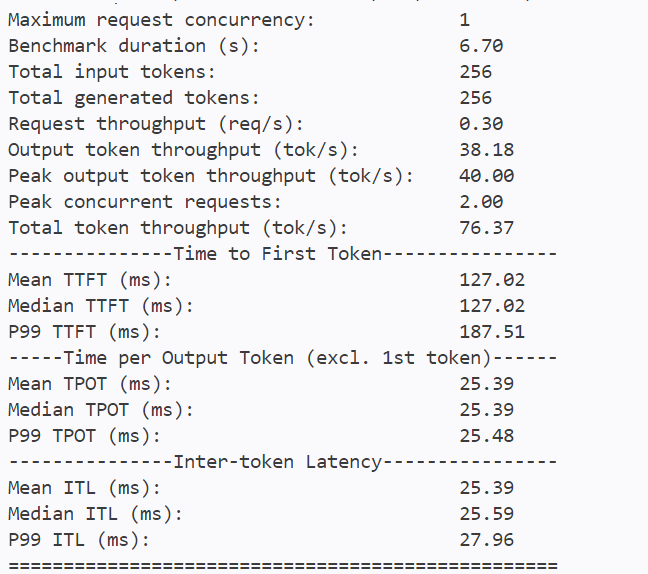 Maximum request concurrency: 1
Benchmark duration (s): 6.70
Total input tokens: 256
Total generated tokens: 256
Request throughput (req/s): 0.30
Output token throughput (tok/s): 38.18
Peak output token throughput (tok/s): 40.00
Peak concurrent requests: 2.00
Total token throughput (tok/s): 76.37
---------------Time to First Token----------------
Mean TTFT (ms): 127.02
Median TTFT (ms): 127.02
P99 TTFT (ms): 187.51
-----Time per Output Token (excl. 1st token)------
Mean TPOT (ms): 25.39
Median TPOT (ms): 25.39
P99 TPOT (ms): 25.48
---------------Inter-token Latency----------------
Mean ITL (ms): 25.39
Median ITL (ms): 25.59
P99 ITL (ms): 27.96
==================================================